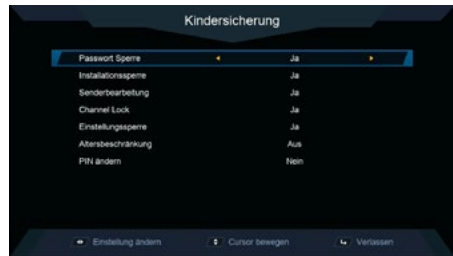 Kindersicherung
Passwort Sperre Ja
Installationssperre Ja
Senderbearbeitung Ja
Channel Lock Ja
Einstellungssperre Ja
Altersbeschränkung Aus
PIN ändern Nein
Einstellung ändern Cursor bewegen Verlassen